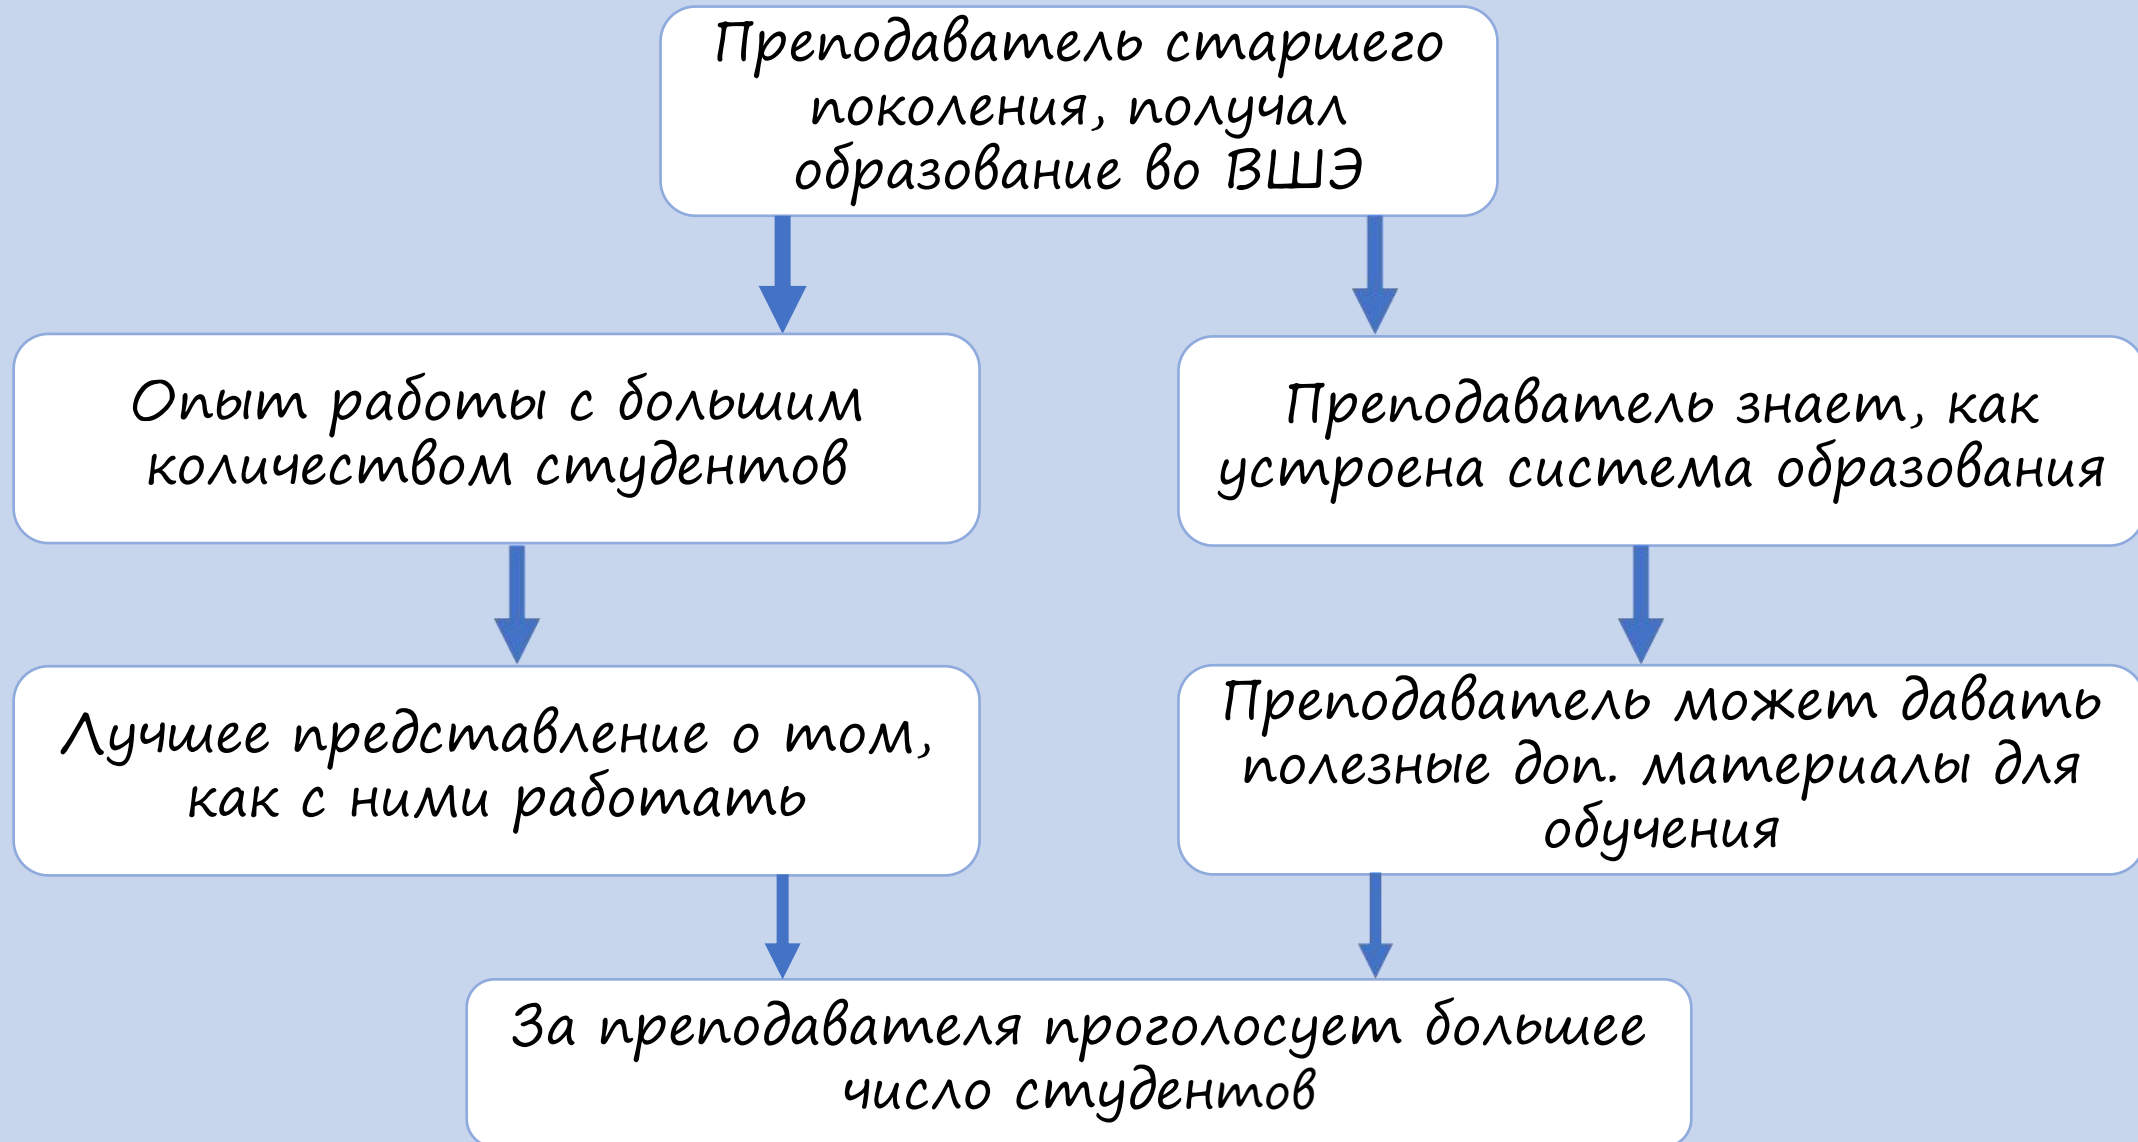 Преподаватель старшего
поколения, получал
образование во ВШЭ
Опыт работы с большим
количеством студентов
Преподаватель знает, как
устроена система образования
Лучшее представление о том,
как с ними работать
Преподаватель может давать
полезные доп. материалы для
обучения
За преподавателя проголосует большее
число студентов